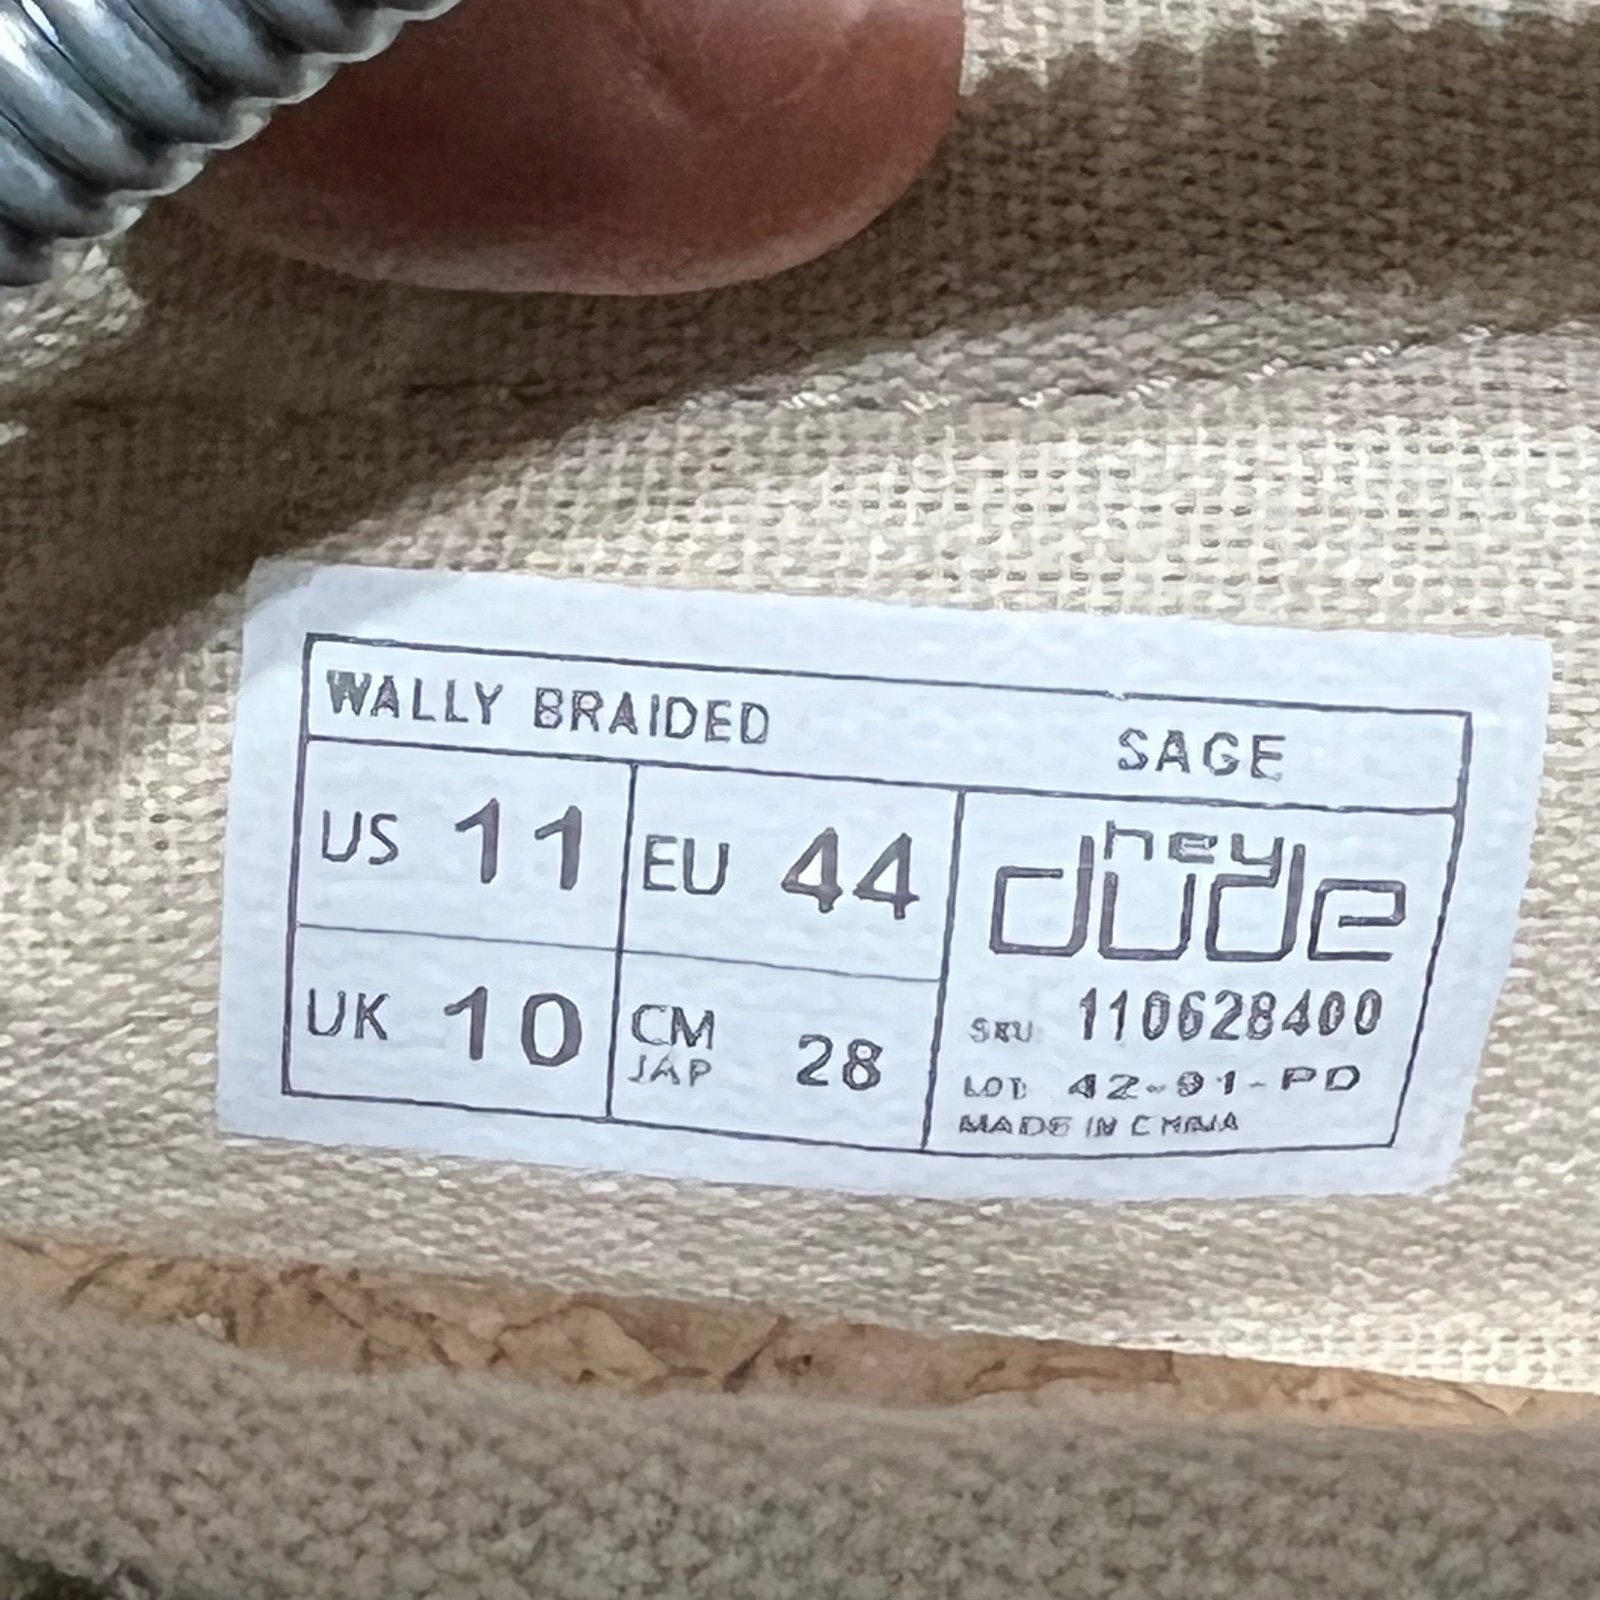 WALLY BRAIDED SAGE
US 11 EU 44
hey
dude
UK 10 CM 28
JAP
SKU 110628400
LOT 42-91-PD
MADE IN CHINA